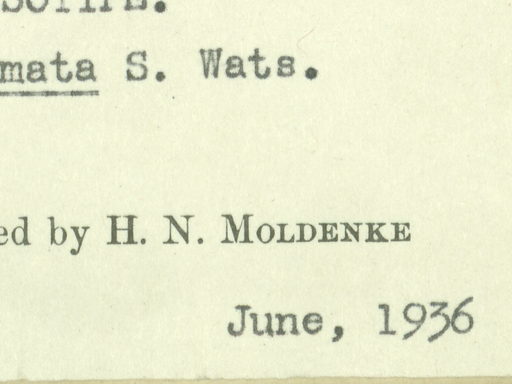 mata S. Wats.
ed by H. N. MOLDENKE
June, 1936